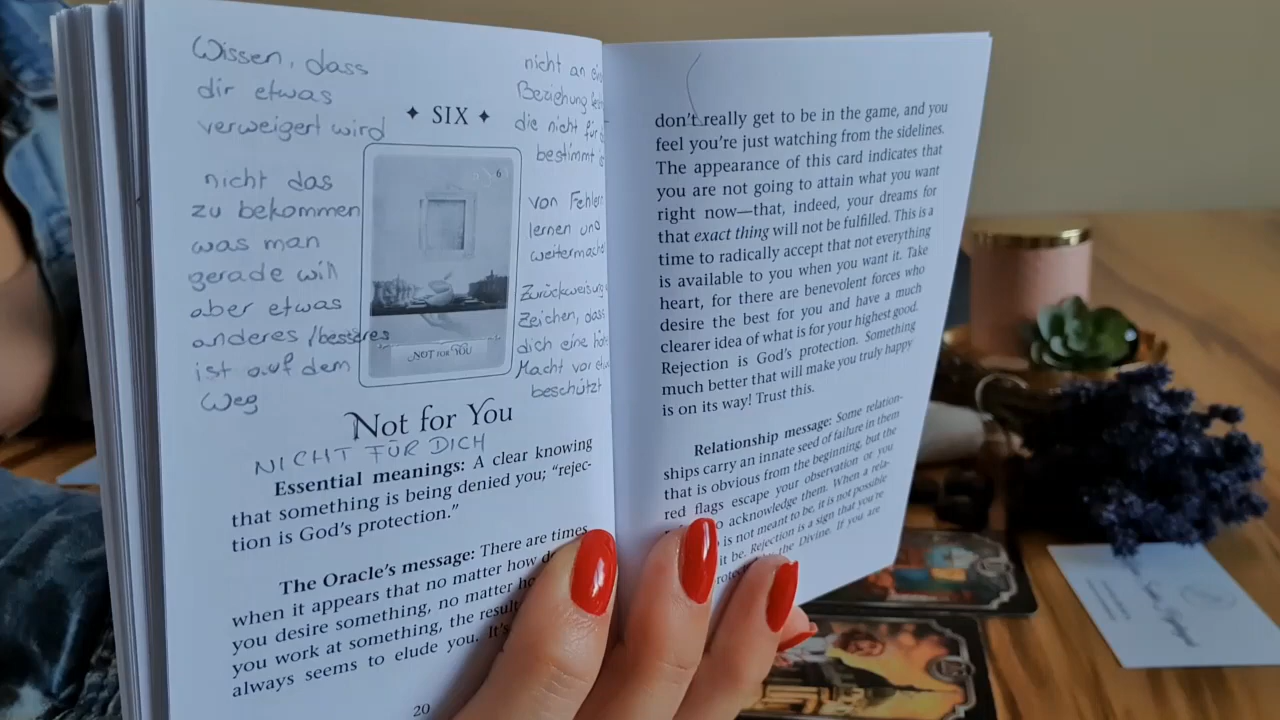 Wissen, dass
dir etwas
verweigert wird
nicht das
zu bekommen
was man
gerade will
aber etwas
anderes / besseres
ist auf dem
Weg
nicht an
Beziehung
die nicht für
bestimmt
von Fehlern
lernen und
weitermach
Zurückweisung
Zeichen, dass
dich eine
Macht vor
beschützt
✦ SIX ✦
6
NOT FOR YOU
Not for You
NICHT FÜR DICH
Essential meanings: A clear knowing
that something is being denied you; “rejec-
tion is God’s protection.”
The Oracle’s message: There are times
when it appears that no matter how
you desire something, no matter
you work at something, the result
always seems to elude you. It’s
20
don’t really get to be in the game, and you
feel you’re just watching from the sidelines.
The appearance of this card indicates that
you are not going to attain what you want
right now—that, indeed, your dreams for
that exact thing will not be fulfilled. This is a
time to radically accept that not everything
is available to you when you want it. Take
heart, for there are benevolent forces who
desire the best for you and have a much
clearer idea of what is for your highest good.
Rejection is God’s protection. Something
much better that will make you truly happy
is on its way! Trust this.
Relationship message: Some relation-
ships carry an innate seed of failure in them
that is obvious from the beginning, but the
red flags escape your observation or you
to acknowledge them. When a rela-
is not meant to be, it is not possible
it be. Rejection is a sign that you’re
the Divine. If you are